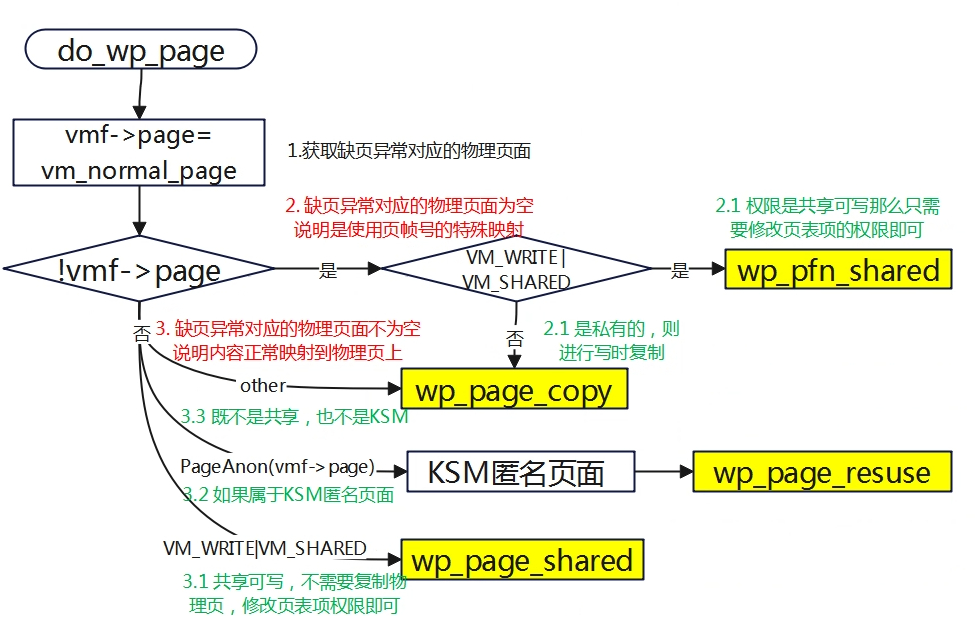 do_wp_page
vmf->page=
vm_normal_page
1.获取缺页异常对应的物理页面
2. 缺页异常对应的物理页面为空
说明是使用页帧号的特殊映射
2.1 权限是共享可写那么只需
要修改页表项的权限即可
!vmf->page
是
VM_WRITE|
VM_SHARED
是
wp_pfn_shared
否
3. 缺页异常对应的物理页面不为空
说明内容正常映射到物理页上
否
2.1 是私有的，则
进行写时复制
other
wp_page_copy
3.3 既不是共享，也不是KSM
PageAnon(vmf->page)
KSM匿名页面
wp_page_resuse
3.2 如果属于KSM匿名页面
VM_WRITE|VM_SHARED
wp_page_shared
3.1 共享可写，不需要复制物
理页，修改页表项权限即可